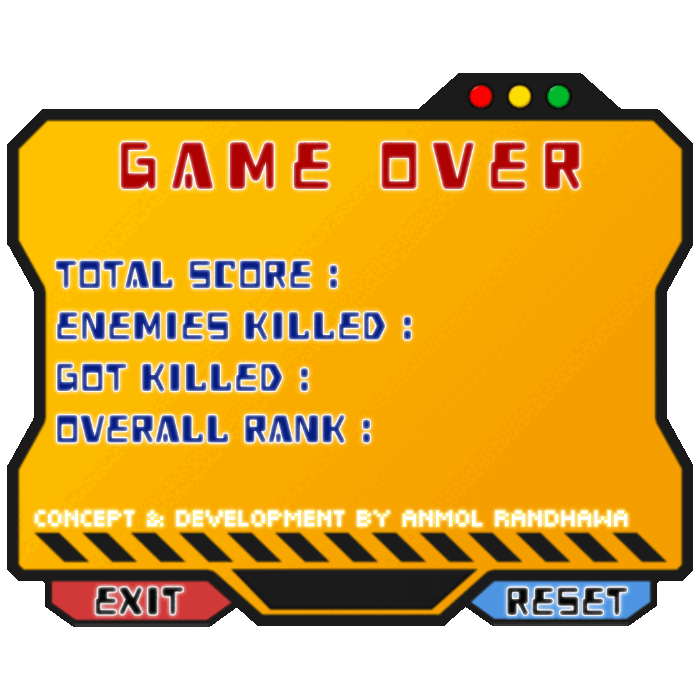 GAME OVER
TOTAL SCORE :
ENEMIES KILLED :
GOT KILLED :
OVERALL RANK :
CONCEPT & DEVELOPMENT BY ANMOL RANDHAWA
EXIT
RESET